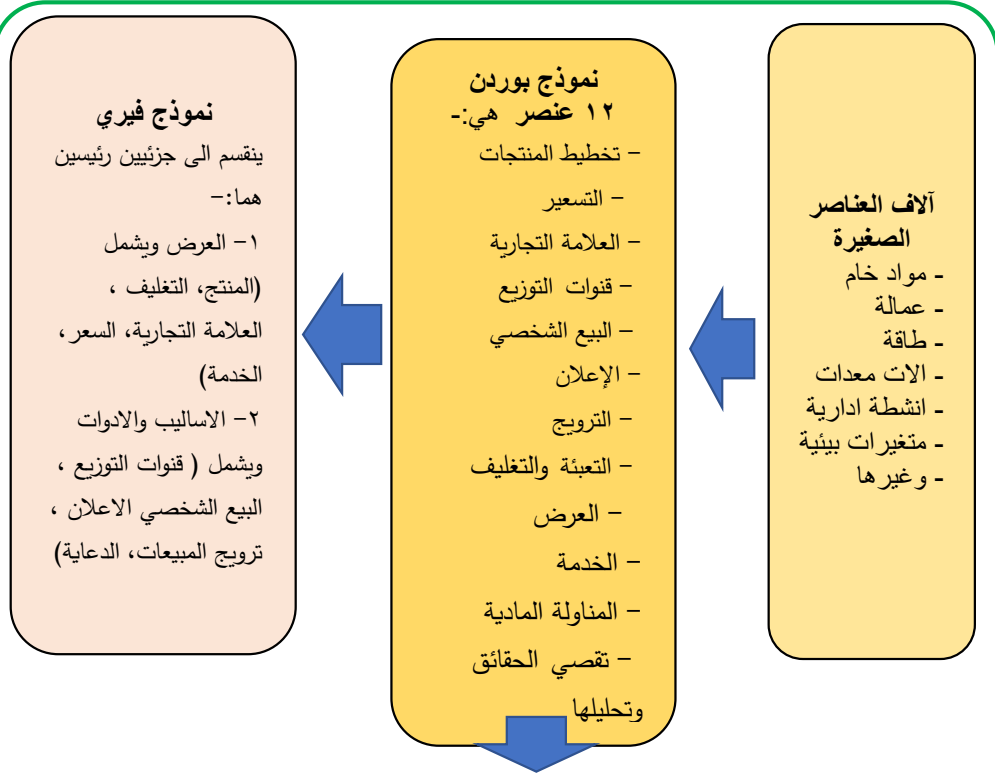 آلاف العناصر
الصغيرة
- مواد خام
- عمالة
- طاقة
- الات معدات
- انشطة ادارية
- متغيرات بيئية
- وغيرها
نموذج بوردن
١٢ عنصر هي:-
- تخطيط المنتجات
- التسعير
- العلامة التجارية
- قنوات التوزيع
- البيع الشخصي
- الإعلان
- الترويج
- التعبئة والتغليف
- العرض
- الخدمة
- المناولة المادية
- تقصي الحقائق
وتحليلها
نموذج فيري
ينقسم الى جزئيين رئيسين
هما:-
١- العرض ويشمل
(المنتج، التغليف ،
العلامة التجارية، السعر،
الخدمة)
٢- الاساليب والادوات
ويشمل ( قنوات التوزيع ،
البيع الشخصي الاعلان ،
ترويج المبيعات، الدعاية)